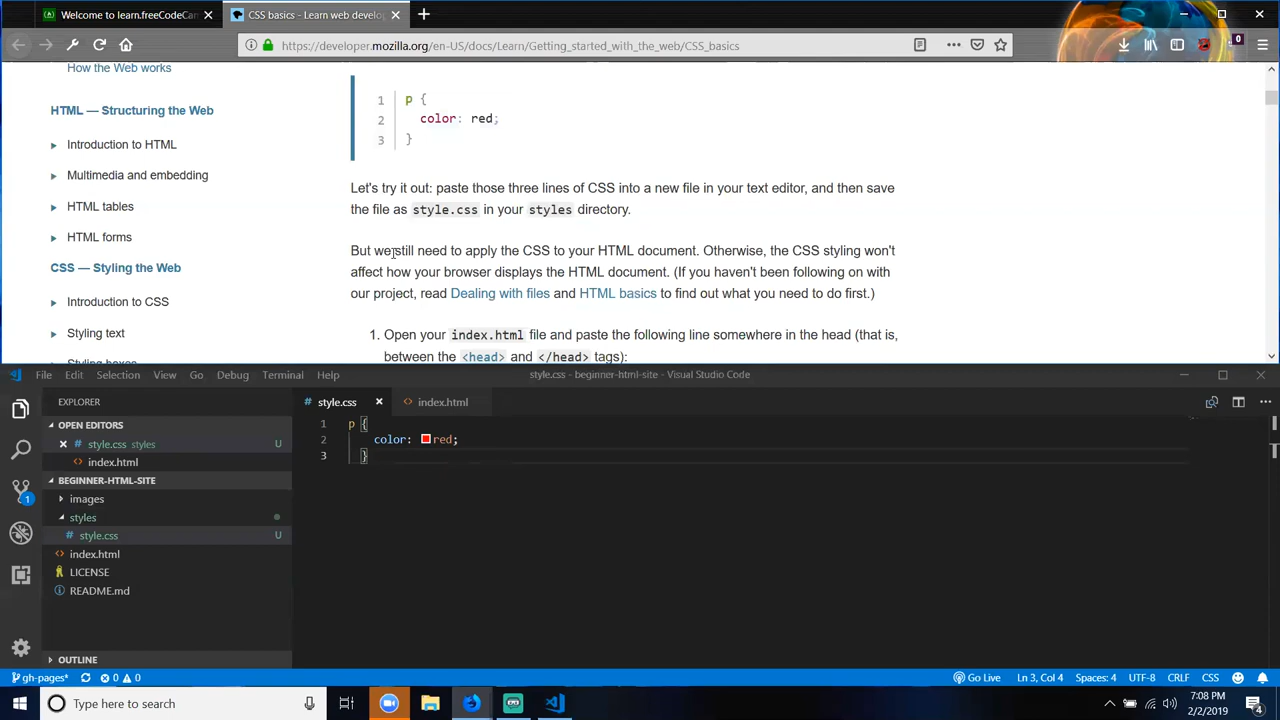 Welcome to learn.freeCodeCar
CSS basics - Learn web develo
https://developer.mozilla.org/en-US/docs/Learn/Getting_started_with_the_web/CSS_basics
0
How the Web works
HTML — Structuring the Web
Introduction to HTML
Multimedia and embedding
HTML tables
HTML forms
CSS — Styling the Web
Introduction to CSS
Styling text
Styling boxes
1 p {
2 color: red;
3 }
Let's try it out: paste those three lines of CSS into a new file in your text editor, and then save
the file as style.css in your styles directory.
But we still need to apply the CSS to your HTML document. Otherwise, the CSS styling won't
affect how your browser displays the HTML document. (If you haven't been following on with
our project, read Dealing with files and HTML basics to find out what you need to do first.)
1. Open your index.html file and paste the following line somewhere in the head (that is,
between the <head> and </head> tags):
File Edit Selection View Go Debug Terminal Help
style.css - beginner-html-site - Visual Studio Code
EXPLORER
OPEN EDITORS
style.css styles U
index.html
BEGINNER-HTML-SITE
images
styles
style.css U
index.html
LICENSE
README.md
OUTLINE
1
# style.css
index.html
1 p {
2 color: red;
3 }
gh-pages*
0 0
Go Live
Ln 3, Col 4
Spaces: 4
UTF-8
CRLF
CSS
Type here to search
7:08 PM
2/2/2019
4